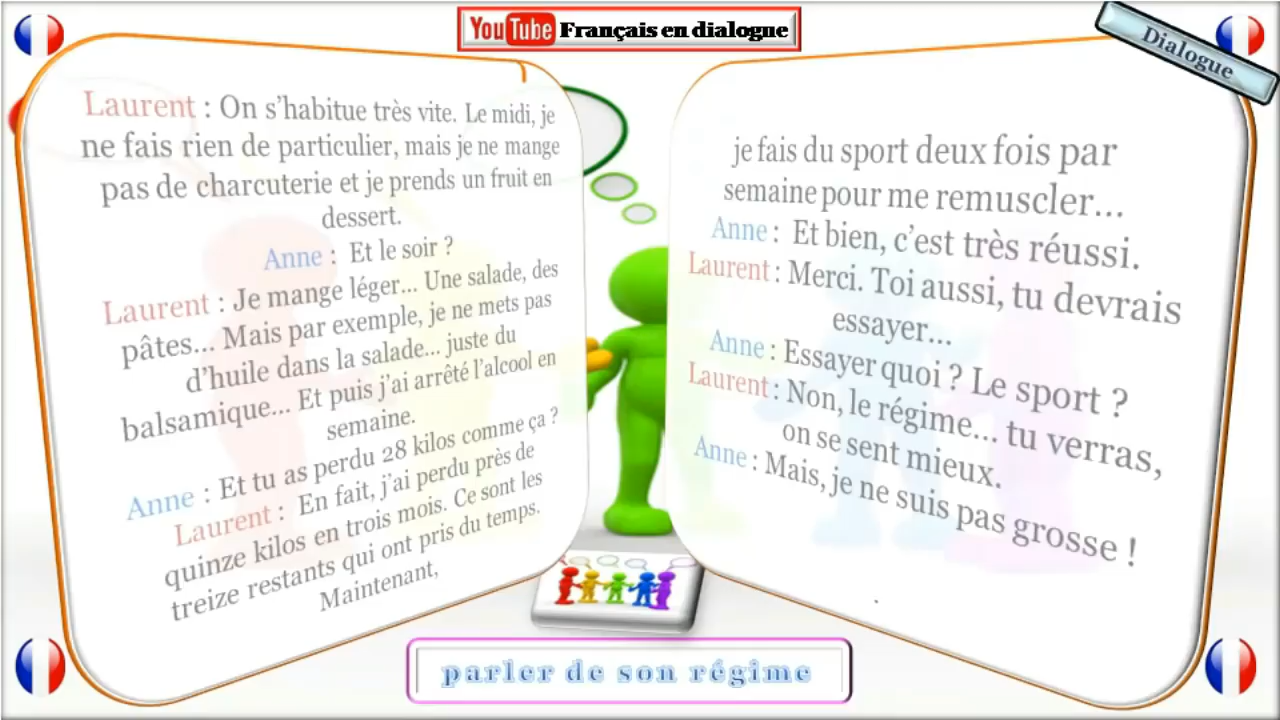 YouTube Français en dialogue
Dialogue
Laurent : On s'habitue très vite. Le midi, je
ne fais rien de particulier, mais je ne mange
pas de charcuterie et je prends un fruit en
dessert.
Anne : Et le soir ?
Laurent : Je mange léger... Une salade, des
pâtes... Mais par exemple, je ne mets pas
d'huile dans la salade... juste du
balsamique... Et puis j'ai arrêté l'alcool en
semaine.
Anne : Et tu as perdu 28 kilos comme ça ?
Laurent : En fait, j'ai perdu près de
quinze kilos en trois mois. Ce sont les
treize restants qui ont pris du temps.
Maintenant,
je fais du sport deux fois par
semaine pour me remuscler...
Anne : Et bien, c'est très réussi.
Laurent : Merci. Toi aussi, tu devrais
essayer...
Anne : Essayer quoi ? Le sport ?
Laurent : Non, le régime... tu verras,
on se sent mieux.
Anne : Mais, je ne suis pas grosse !
.
parler de son régime